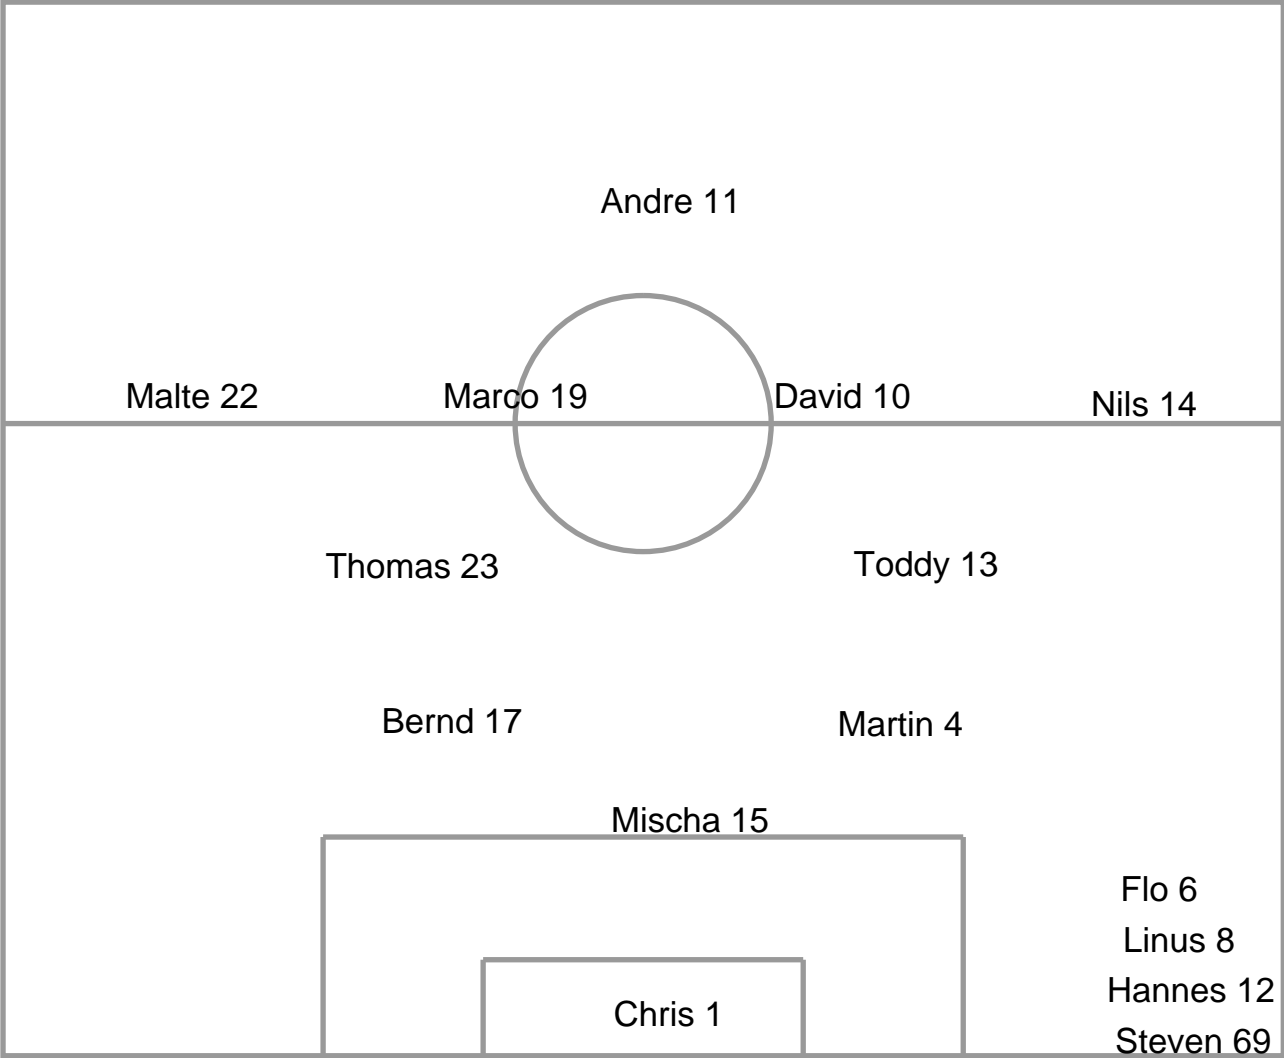 Andre 11
Malte 22
Marco 19
David 10
Nils 14
Thomas 23
Toddy 13
Bernd 17
Martin 4
Mischa 15
Flo 6
Linus 8
Hannes 12
Chris 1
Steven 69